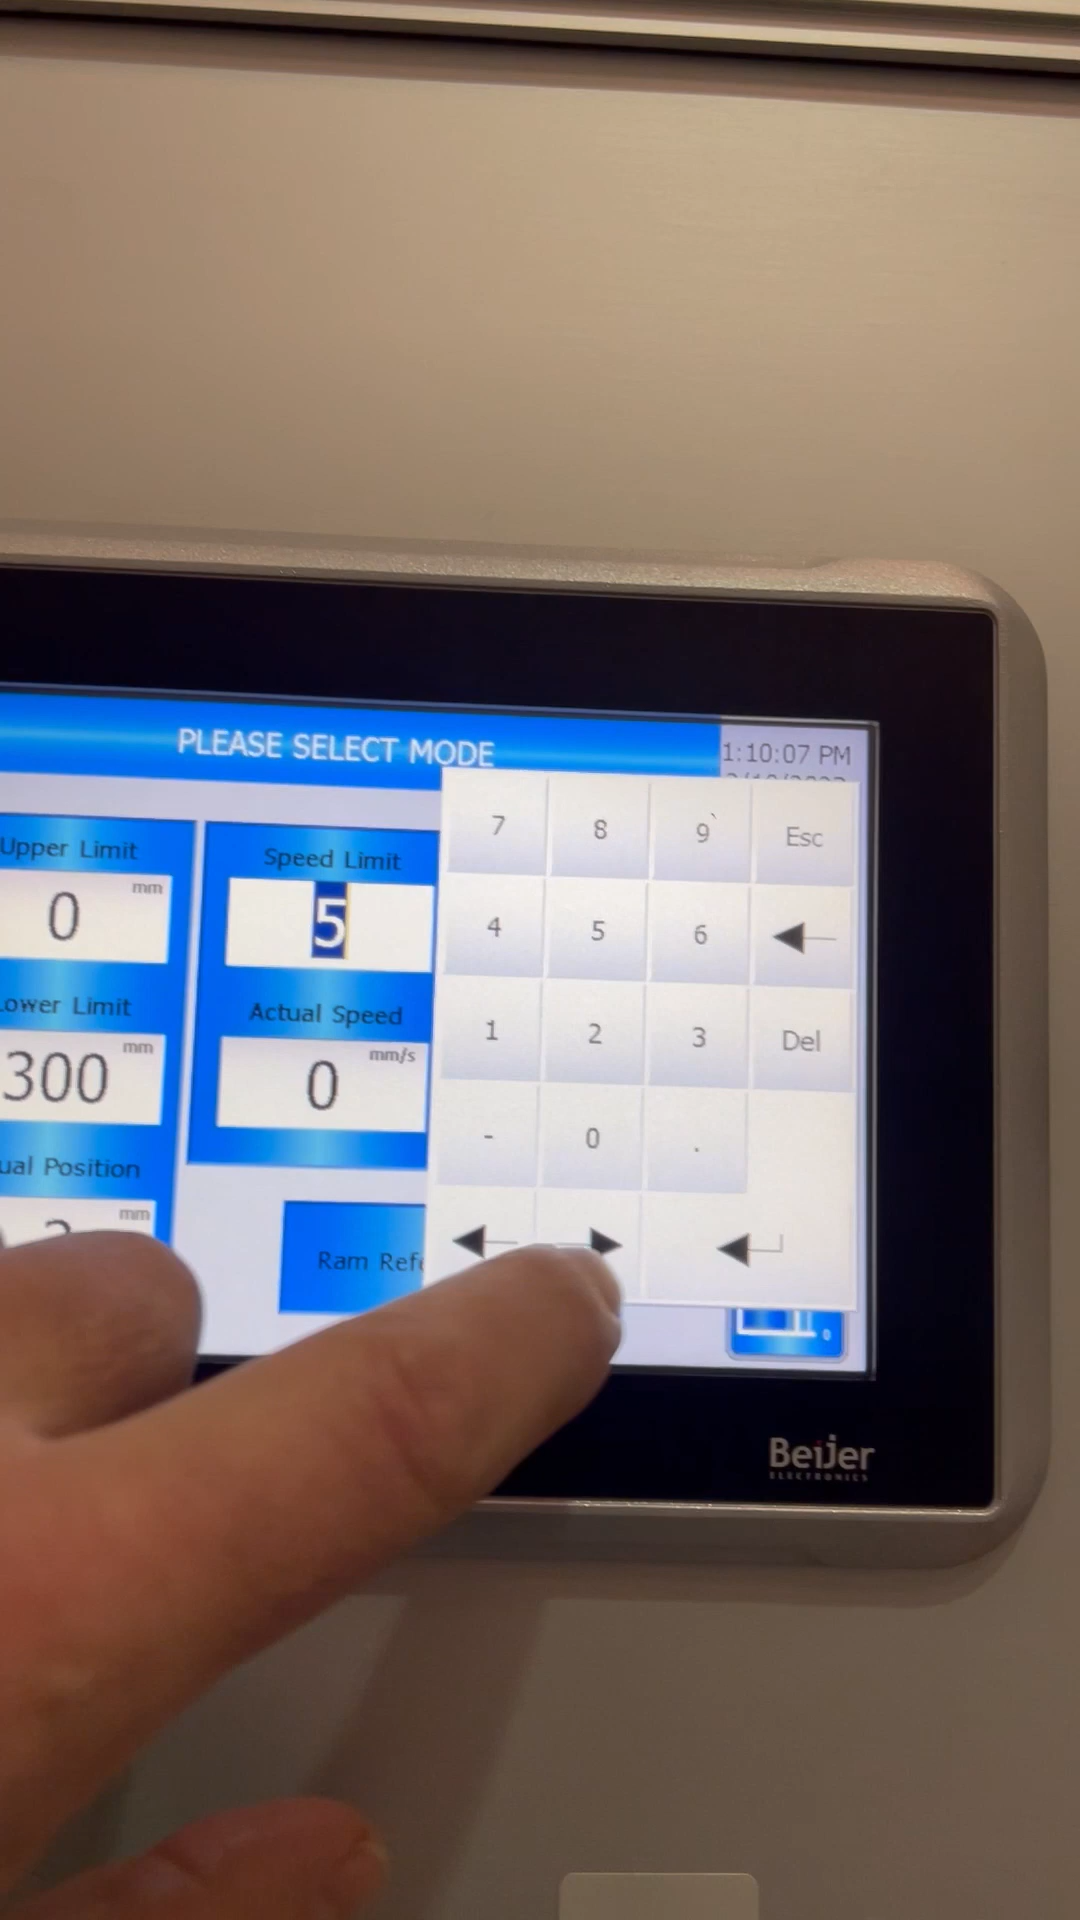 PLEASE SELECT MODE
1:10:07 PM
Upper Limit
mm
0
Lower Limit
mm
300
mm
Position
Speed Limit
5
Actual Speed
mm/s
0
Ram
7 8 9 Esc
4 5 6
1 2 3 Del
- 0 .
Beijer
ELECTRONICS